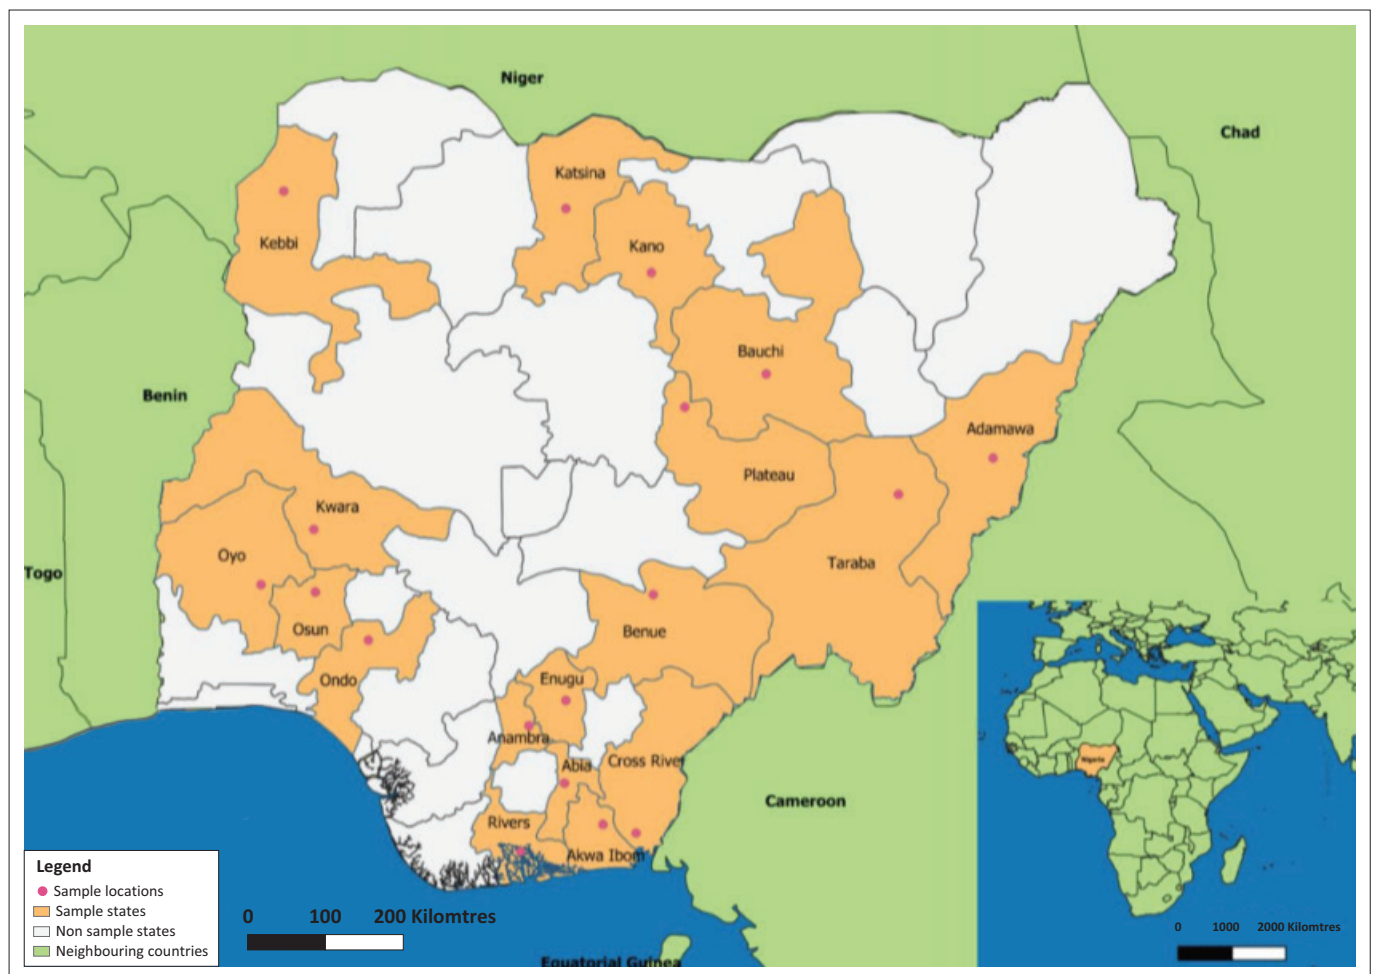 Niger
Chad
Katsina
Kebbi
Kano
Bauchi
Benin
Adamawa
Plateau
Kwara
Oyo
Taraba
Togo
Osun
Benue
Ondo
Enugu
Anambra
Abia
Cross River
Nigeria
Cameroon
Rivers
Akwa Ibom
Legend
Sample locations
Sample states
Non sample states
Neighbouring countries
0 100 200 Kilomtres
0 1000 2000 Kilomtres
Equatorial Guinea